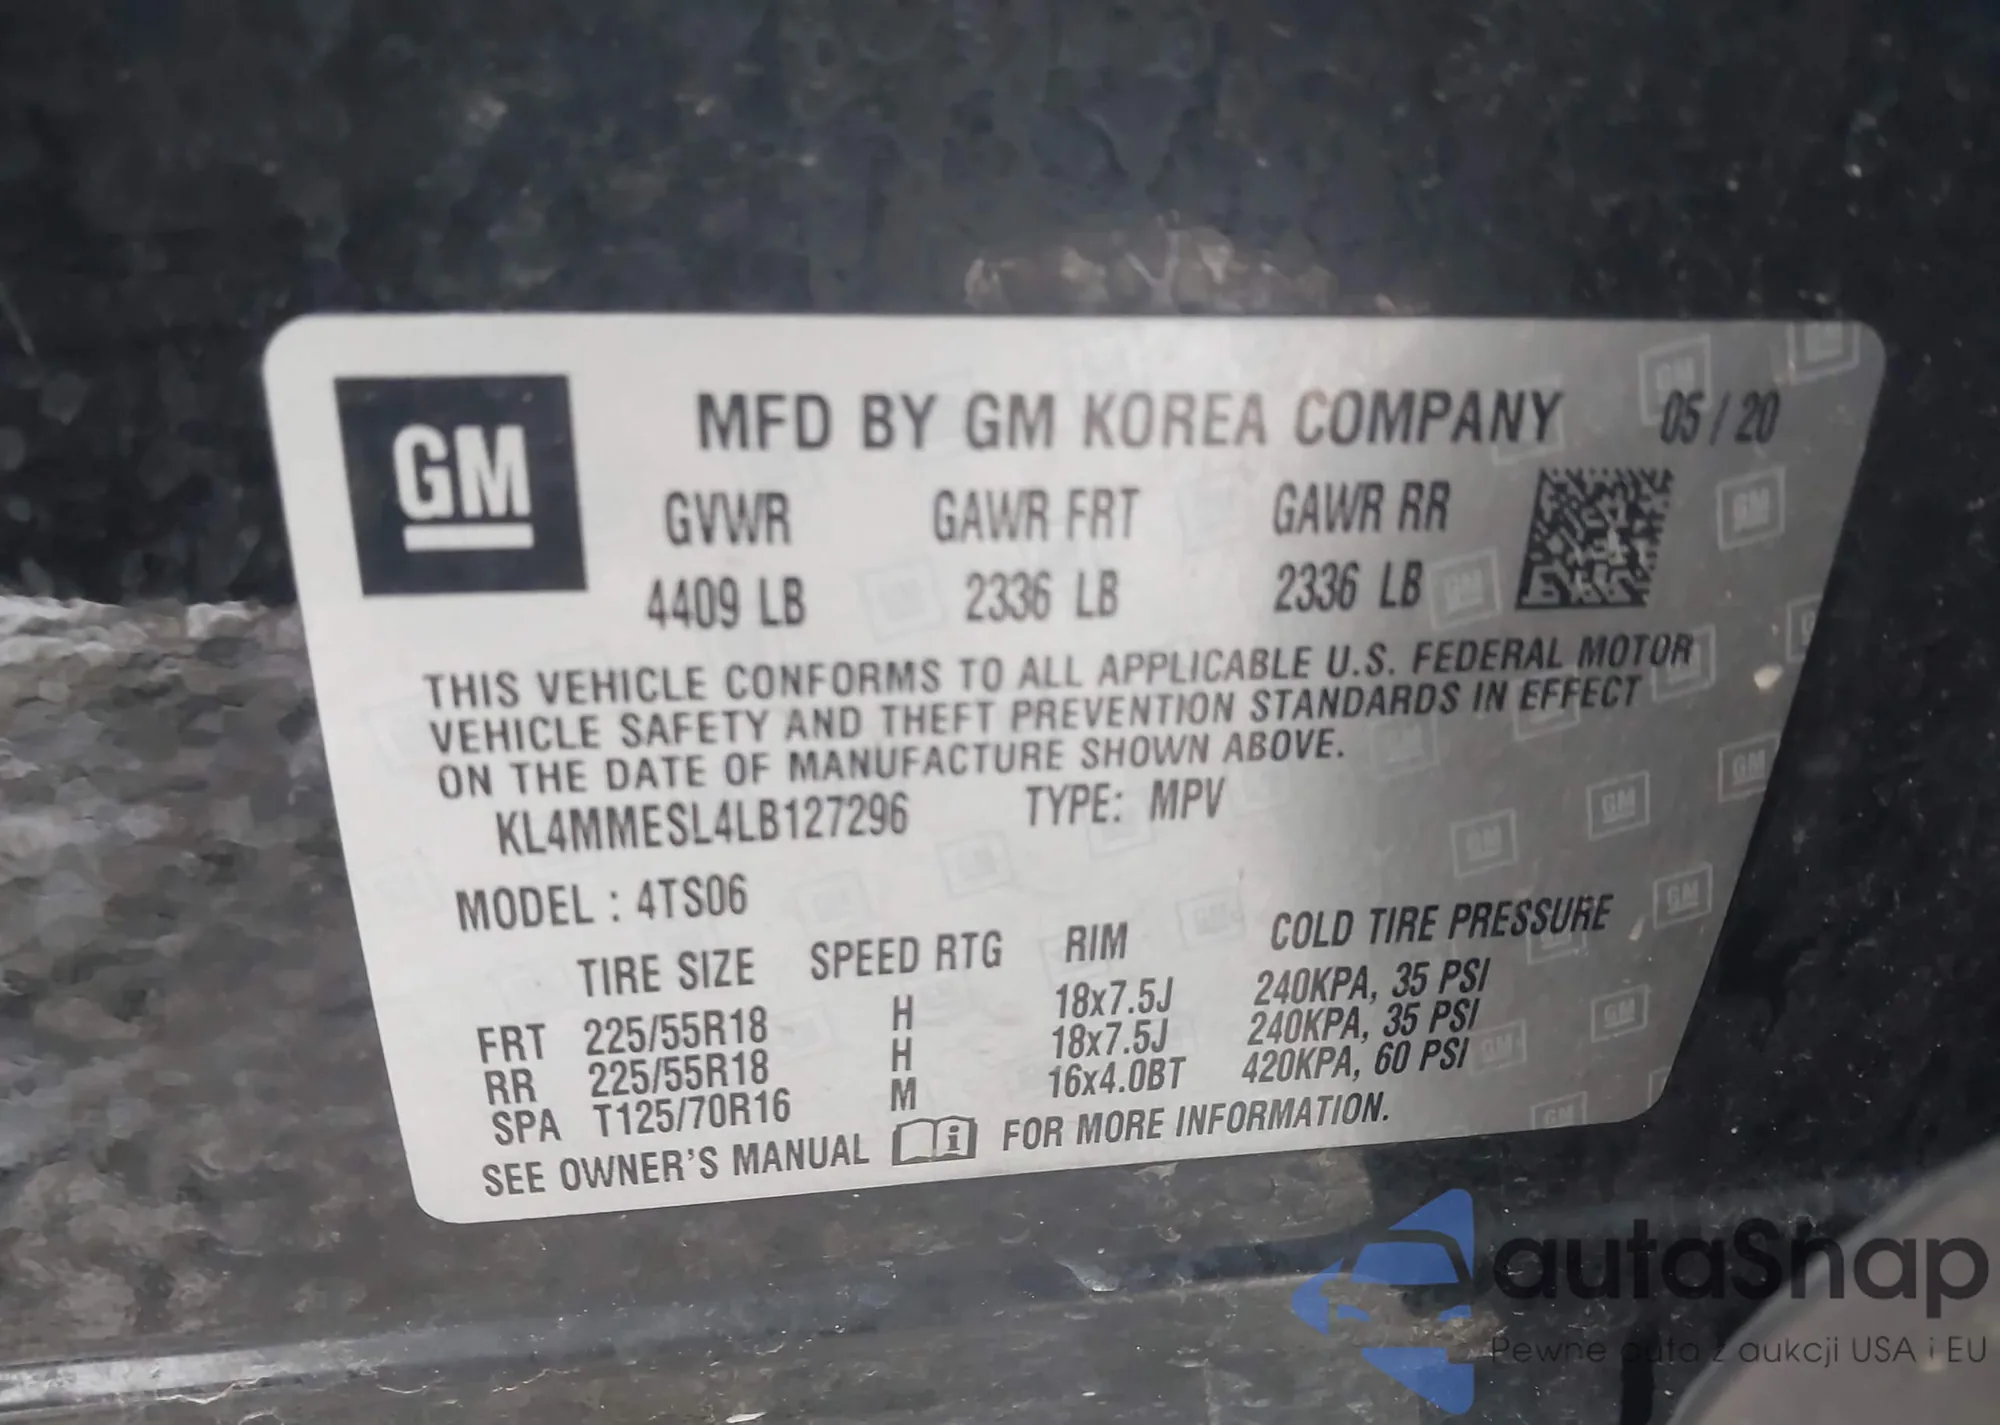 GM
MFD BY GM KOREA COMPANY 05 / 20
GVWR GAWR FRT GAWR RR
4409 LB 2336 LB 2336 LB
THIS VEHICLE CONFORMS TO ALL APPLICABLE U.S. FEDERAL MOTOR
VEHICLE SAFETY AND THEFT PREVENTION STANDARDS IN EFFECT
ON THE DATE OF MANUFACTURE SHOWN ABOVE.
KL4MMESL4LB127296 TYPE: MPV
MODEL : 4TS06
TIRE SIZE SPEED RTG RIM COLD TIRE PRESSURE
FRT 225/55R18 H 18x7.5J 240KPA, 35 PSI
RR 225/55R18 H 18x7.5J 240KPA, 35 PSI
SPA T125/70R16 M 16x4.0BT 420KPA, 60 PSI
SEE OWNER'S MANUAL FOR MORE INFORMATION.
autaSnap
Pewne auta z aukcji USA i EU